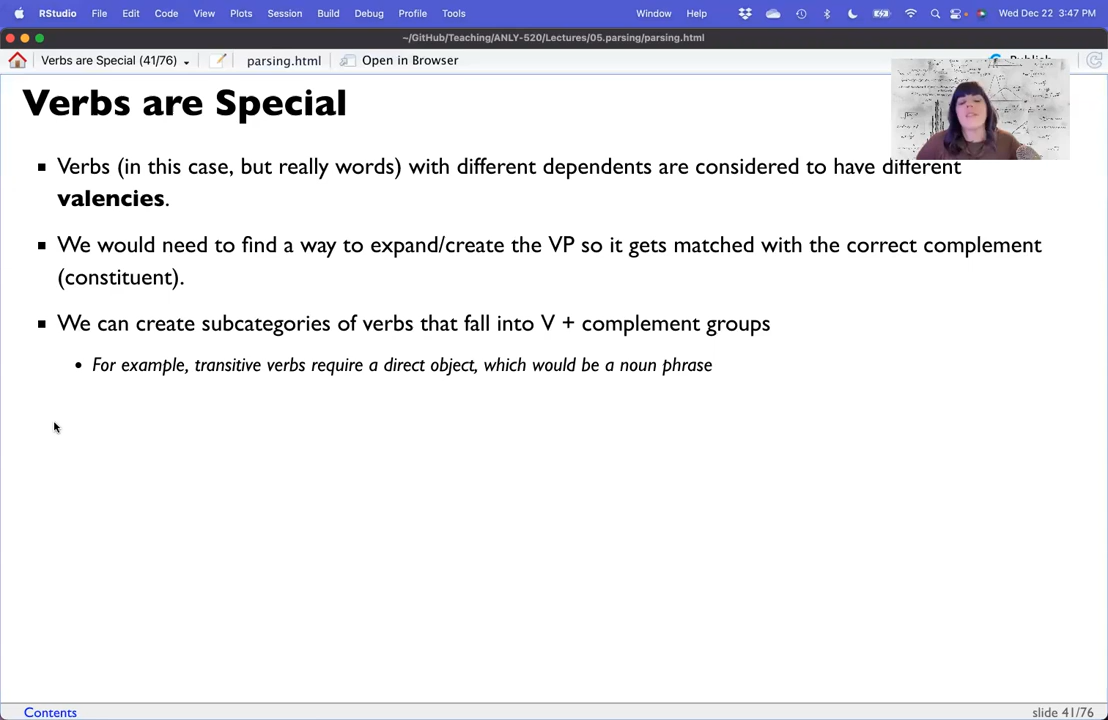 RStudio File Edit Code View Plots Session Build Debug Profile Tools Window Help Wed Dec 22 3:47 PM
~/GitHub/Teaching/ANLY-520/Lectures/05.parsing/parsing.html
Verbs are Special (41/76) parsing.html Open in Browser Publish
Verbs are Special
Verbs (in this case, but really words) with different dependents are considered to have different
valencies.
We would need to find a way to expand/create the VP so it gets matched with the correct complement
(constituent).
We can create subcategories of verbs that fall into V + complement groups
For example, transitive verbs require a direct object, which would be a noun phrase
Contents slide 41/76